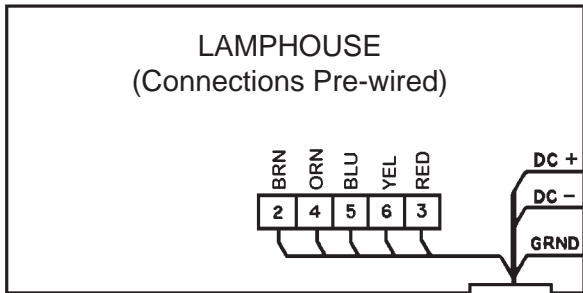 LAMPHOUSE
(Connections Pre-wired)
BRN ORN BLU YEL RED
2 4 5 6 3
DC +
DC −
GRND